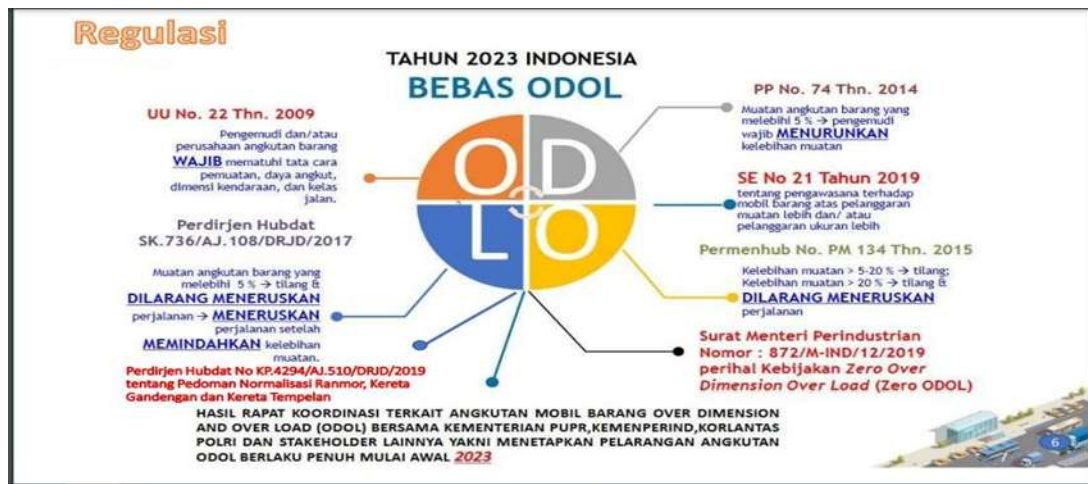 Regulasi
TAHUN 2023 INDONESIA
BEBAS ODOL
UU No. 22 Thn. 2009
Pengemudi dan/atau
perusahaan angkutan barang
WAJIB mematuhi tata cara
pemuatan, daya angkut,
dimensi kendaraan, dan kelas
jalan.
Perdirjen Hubdat
SK.736/AJ.108/DRJD/2017
Muatan angkutan barang yang
melebihi 5 % → tilang &
DILARANG MENERUSKAN
perjalanan → MENERUSKAN
perjalanan setelah
MEMINDAHKAN kelebihan
muatan.
Perdirjen Hubdat No KP.4294/AJ.510/DRJD/2019
tentang Pedoman Normalisasi Ranmor, Kereta
Gandengan dan Kereta Tempelan
O D
L O
PP No. 74 Thn. 2014
Muatan angkutan barang yang
melebihi 5 % → pengemudi
wajib MENURUNKAN
kelebihan muatan
SE No 21 Tahun 2019
tentang pengawasana terhadap
mobil barang atas pelanggaran
muatan lebih dan/ atau
pelanggaran ukuran lebih
Permenhub No. PM 134 Thn. 2015
Kelebihan muatan > 5-20 % → tilang;
Kelebihan muatan > 20 % → tilang &
DILARANG MENERUSKAN
perjalanan
Surat Menteri Perindustrian
Nomor : 872/M-IND/12/2019
perihal Kebijakan Zero Over
Dimension Over Load (Zero ODOL)
HASIL RAPAT KOORDINASI TERKAIT ANGKUTAN MOBIL BARANG OVER DIMENSION
AND OVER LOAD (ODOL) BERSAMA KEMENTERIAN PUPR,KEMENPERIND,KORLANTAS
POLRI DAN STAKEHOLDER LAINNYA YAKNI MENETAPKAN PELARANGAN ANGKUTAN
ODOL BERLAKU PENUH MULAI AWAL 2023
6